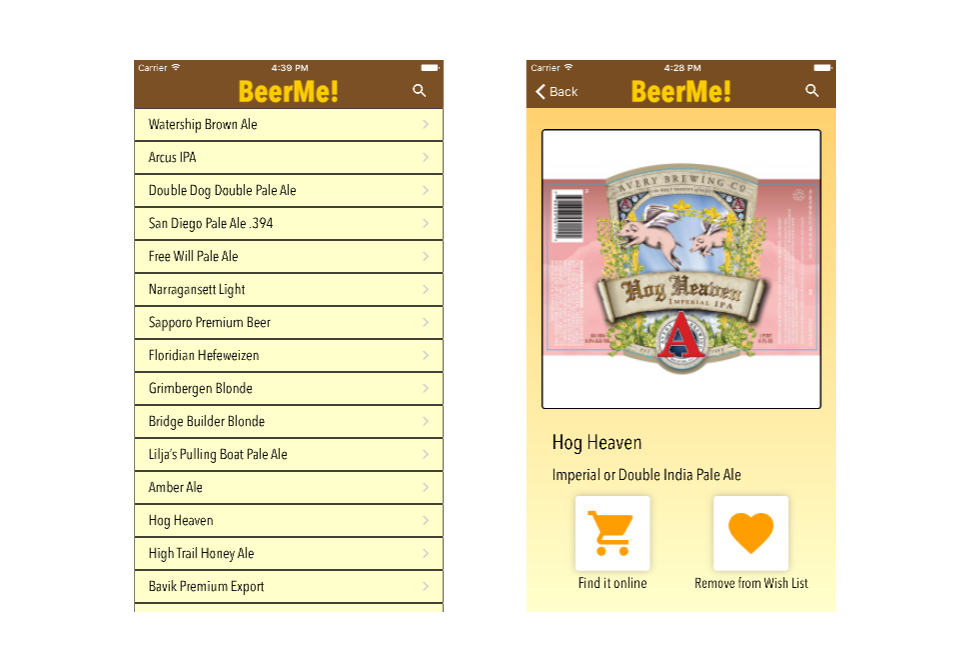 Carrier 4:39 PM
BeerMe!
Watership Brown Ale
Arcus IPA
Double Dog Double Pale Ale
San Diego Pale Ale .394
Free Will Pale Ale
Narragansett Light
Sapporo Premium Beer
Floridian Hefeweizen
Grimbergen Blonde
Bridge Builder Blonde
Lilja's Pulling Boat Pale Ale
Amber Ale
Hog Heaven
High Trail Honey Ale
Bavik Premium Export
Carrier 4:28 PM
Back BeerMe!
AVERY BREWING CO
Hog Heaven
IMPERIAL IPA
A
Hog Heaven
Imperial or Double India Pale Ale
Find it online
Remove from Wish List